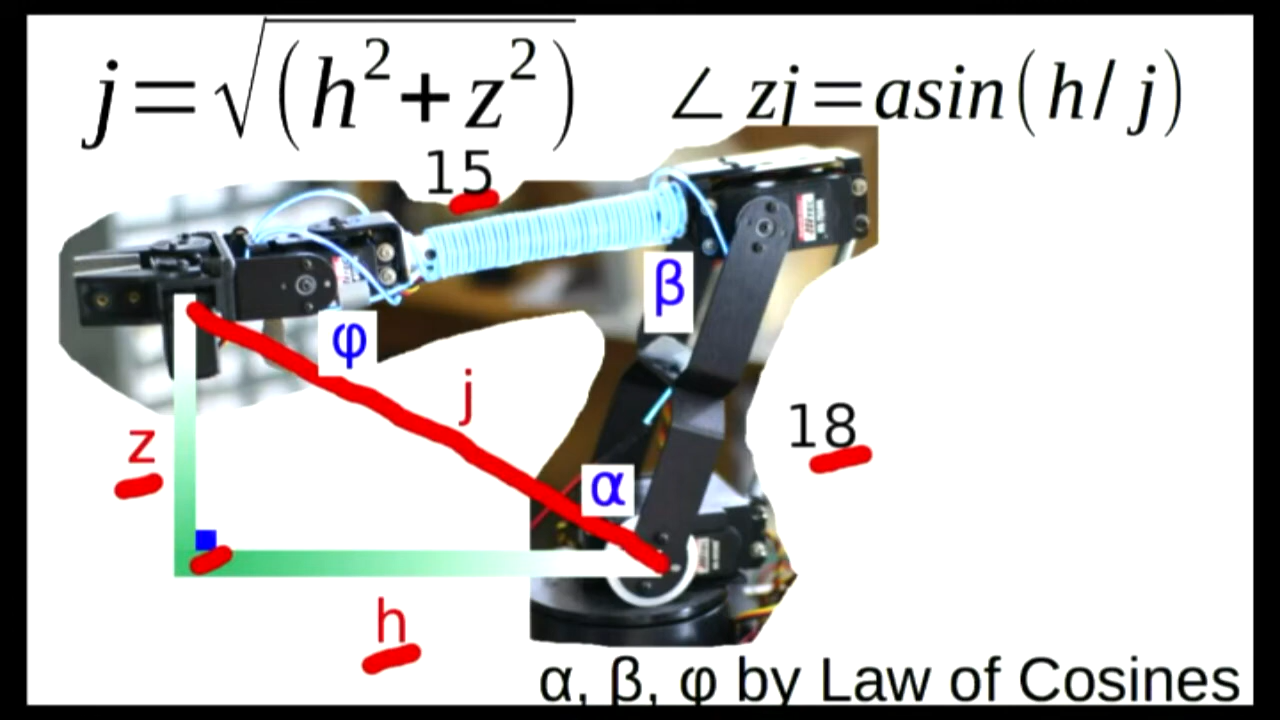 j=√(h²+z²)
∠ zj=asin(h/ j)
15
β
φ
j
z
18
α
h
α, β, φ by Law of Cosines